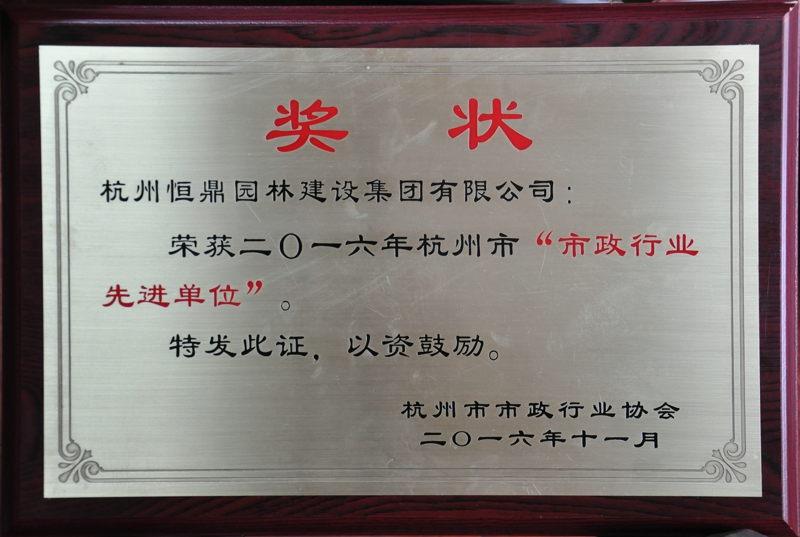 奖状
杭州恒鼎园林建设集团有限公司：
荣获二〇一六年杭州市“市政行业
先进单位”。
特发此证，以资鼓励。
杭州市市政行业协会
二〇一六年十一月